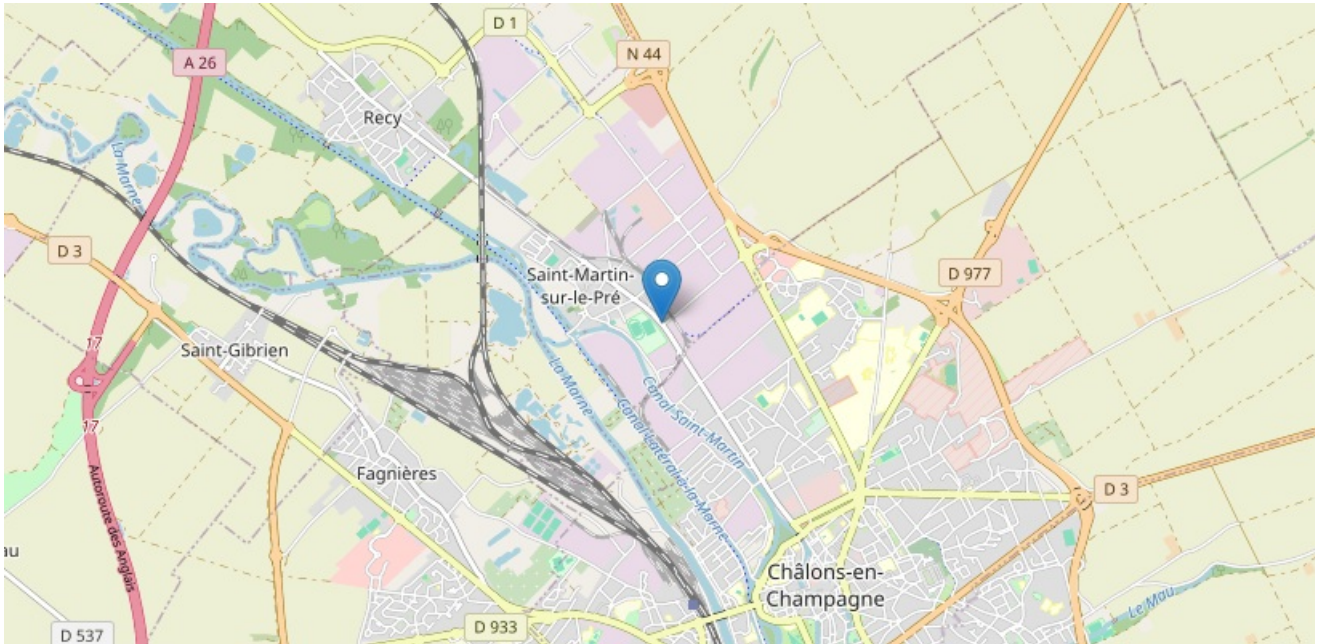 D 1
N 44
A 26
Recy
La Marne
D 3
Saint-Martin-
sur-le-Pré
D 977
17
Saint-Gibrien
La Marne
Canal Saint-Martin
Canal Latéral à la Marne
17
Fagnières
Autoroute des Anglais
D 3
au
Châlons-en-
Champagne
Le Mau
D 537
D 933